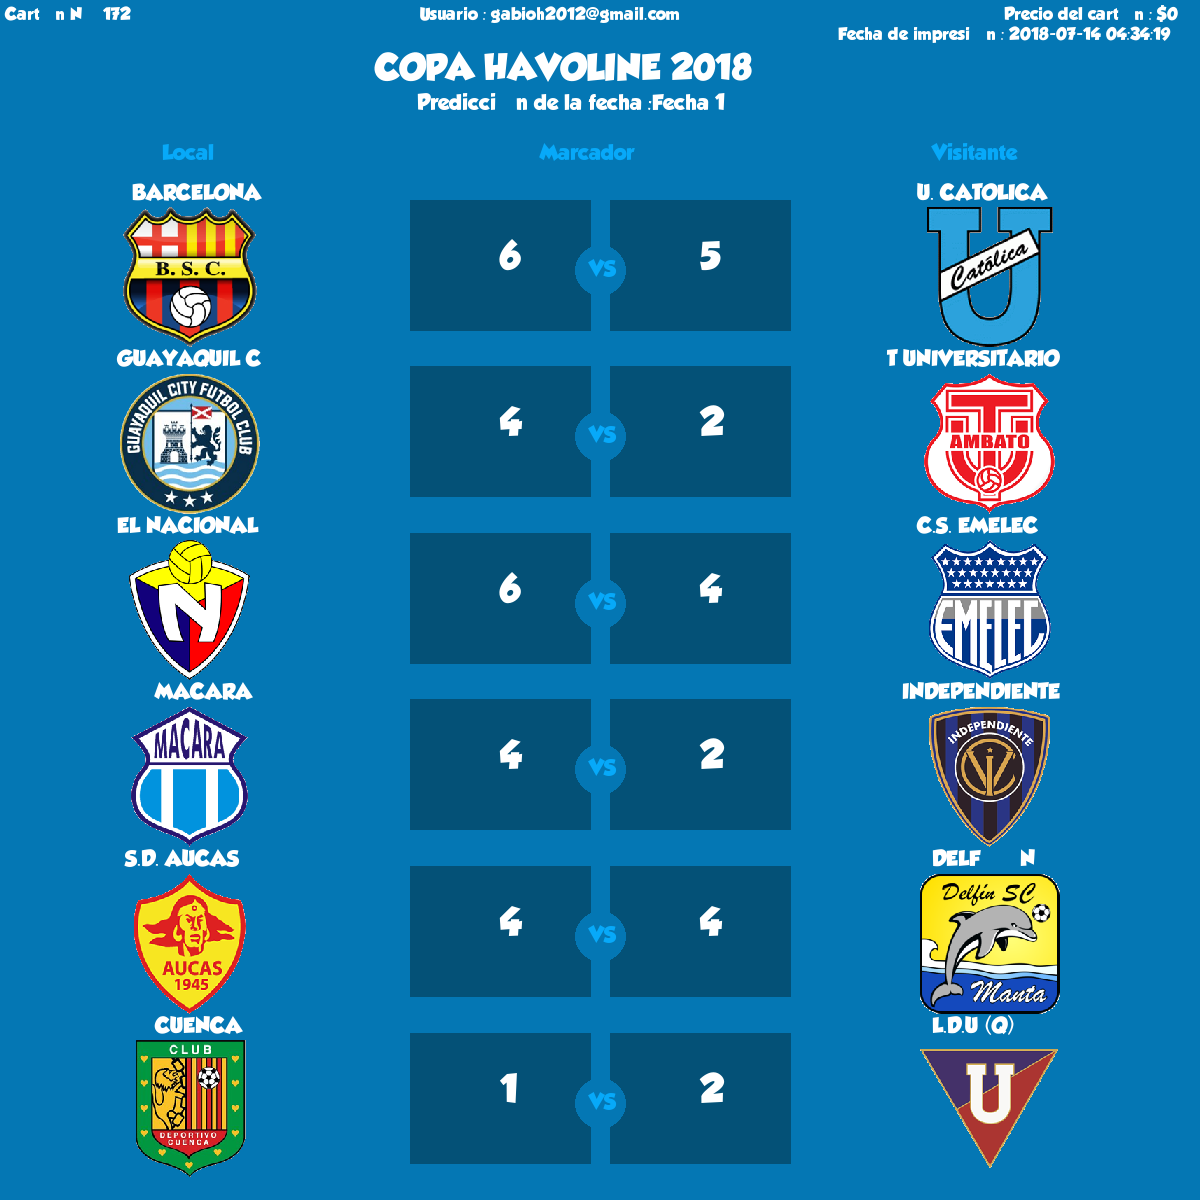 Cart n N 172
Usuario : gabioh2012@gmail.com
Precio del cart n : $0
Fecha de impresi n : 2018-07-14 04:34:19
COPA HAVOLINE 2018
Predicci n de la fecha :Fecha 1
Local Marcador Visitante
BARCELONA U. CATOLICA
B. S. C.
6 VS 5
Católica
GUAYAQUIL C T UNIVERSITARIO
GUAYAQUIL CITY FUTBOL CLUB
4 VS 2
T
AMBATO
EL NACIONAL C.S. EMELEC
N
6 VS 4
EMELEC
MACARA INDEPENDIENTE
MACARA
4 VS 2
INDEPENDIENTE
S.D. AUCAS DELF N
AUCAS
1945
4 VS 4
Delfín SC
Manta
CUENCA L.D.U (Q)
CLUB
DEPORTIVO
CUENCA
1 VS 2
U